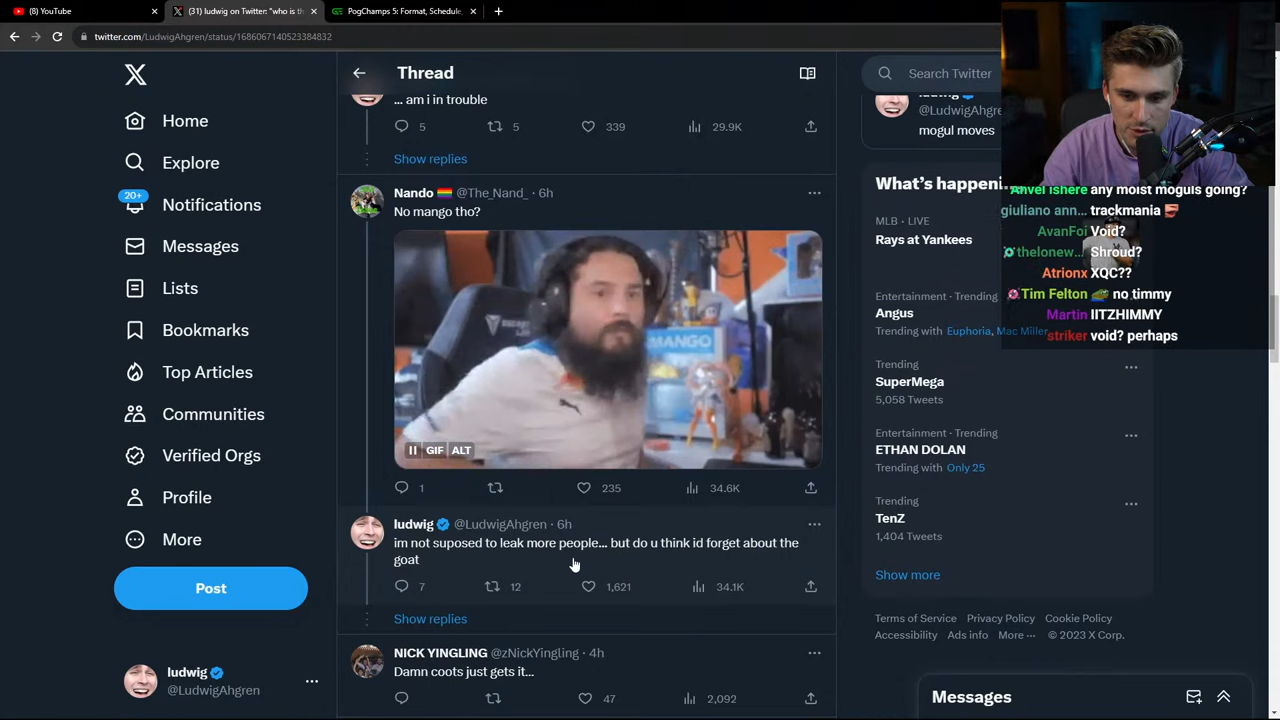 (8) YouTube
(31) ludwig on Twitter: "who is th
PogChamps 5: Format, Schedule,
twitter.com/LudwigAhgren/status/1686067140523384832
Home
Explore
20+
Notifications
Messages
Lists
Bookmarks
Top Articles
Communities
Verified Orgs
Profile
More
Post
ludwig
@LudwigAhgren
Thread
... am i in trouble
5 5 339 29.9K
Show replies
Nando 🏳️‍🌈 @The_Nand_ · 6h
No mango tho?
MANGO
GIF ALT
1 235 34.6K
ludwig @LudwigAhgren · 6h
im not suposed to leak more people... but do u think id forget about the
goat
7 12 1,621 34.1K
Show replies
NICK YINGLING @zNickYingling · 4h
Damn coots just gets it...
47 2,092
Search Twitter
ludwig
@LudwigAhgren
mogul moves
What's happeni
MLB · LIVE
Rays at Yankees
Entertainment · Trending
Angus
Trending with Euphoria, Mac Miller
Trending
SuperMega
5,058 Tweets
Entertainment · Trending
ETHAN DOLAN
Trending with Only 25
Trending
TenZ
1,404 Tweets
Show more
Terms of Service Privacy Policy Cookie Policy
Accessibility Ads info More ··· © 2023 X Corp.
Messages
Anvel ishere any moist moguls going?
giuliano ann... trackmania
AvanFoi Void?
thelonew... Shroud?
Atrionx XQC??
Tim Felton no timmy
Martin IITZHIMMY
striker void? perhaps